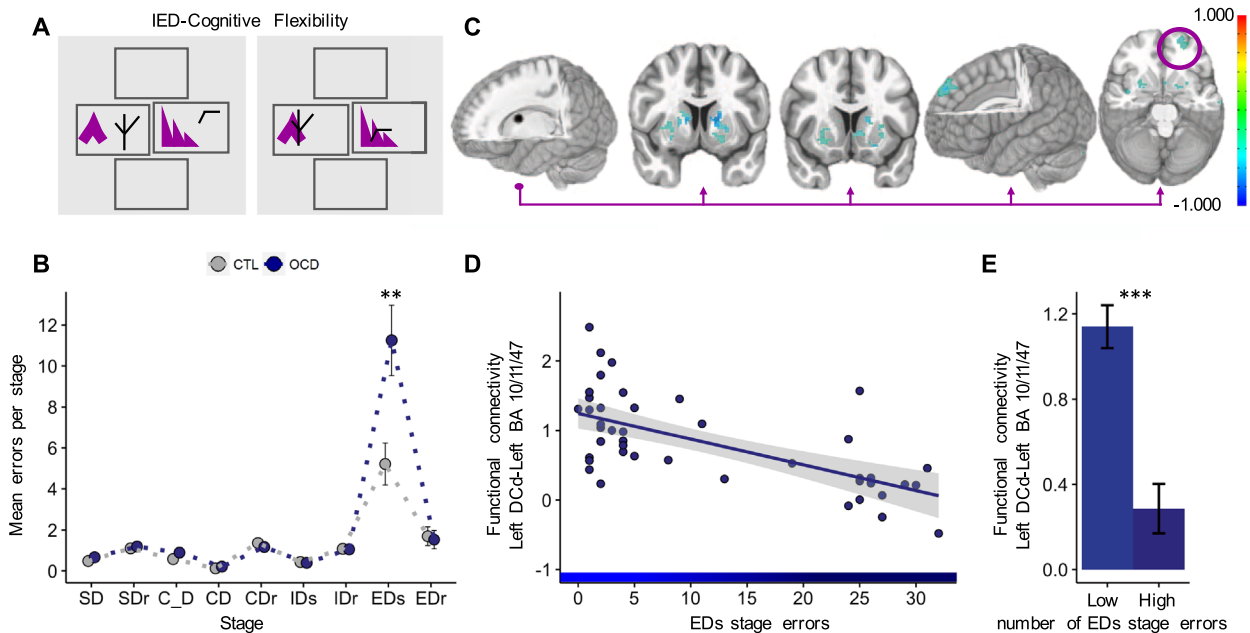 IED-Cognitive Flexibility
A
C
1.000
-1.000
B
CTL OCD
**
Mean errors per stage
12
10
8
6
4
2
0
SD SDr C_D CD CDr IDs IDr EDs EDr
Stage
D
Functional connectivity
Left DCd-Left BA 10/11/47
2
1
0
-1
0 5 10 15 20 25 30
EDs stage errors
E
***
Functional connectivity
Left DCd-Left BA 10/11/47
1.2
0.8
0.4
0.0
Low High
number of EDs stage errors